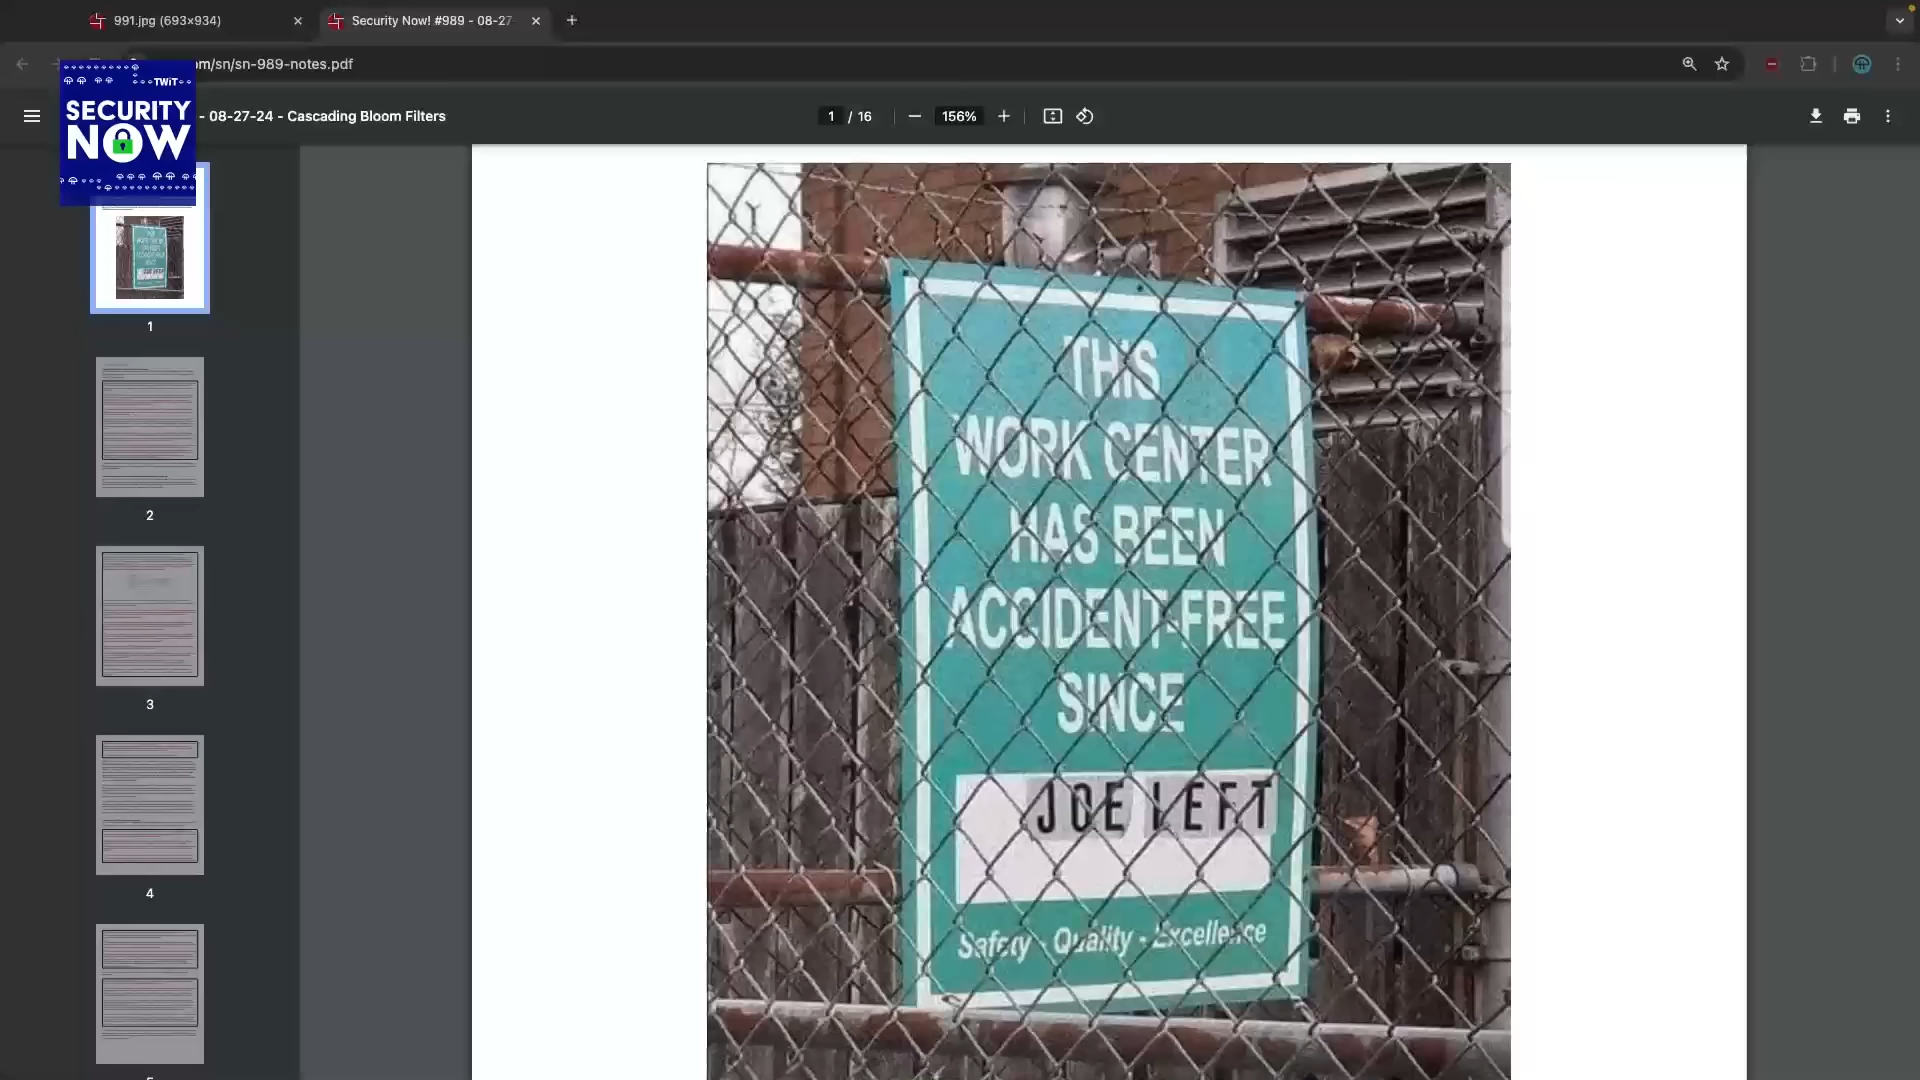 991.jpg (693×934)
Security Now! #989 - 08-27
m/sn/sn-989-notes.pdf
TWiT
SECURITY
NOW
- 08-27-24 - Cascading Bloom Filters
1 / 16
156%
1
2
3
4
THIS
WORK CENTER
HAS BEEN
ACCIDENT-FREE
SINCE
JOE LEFT
Safety - Quality - Excellence